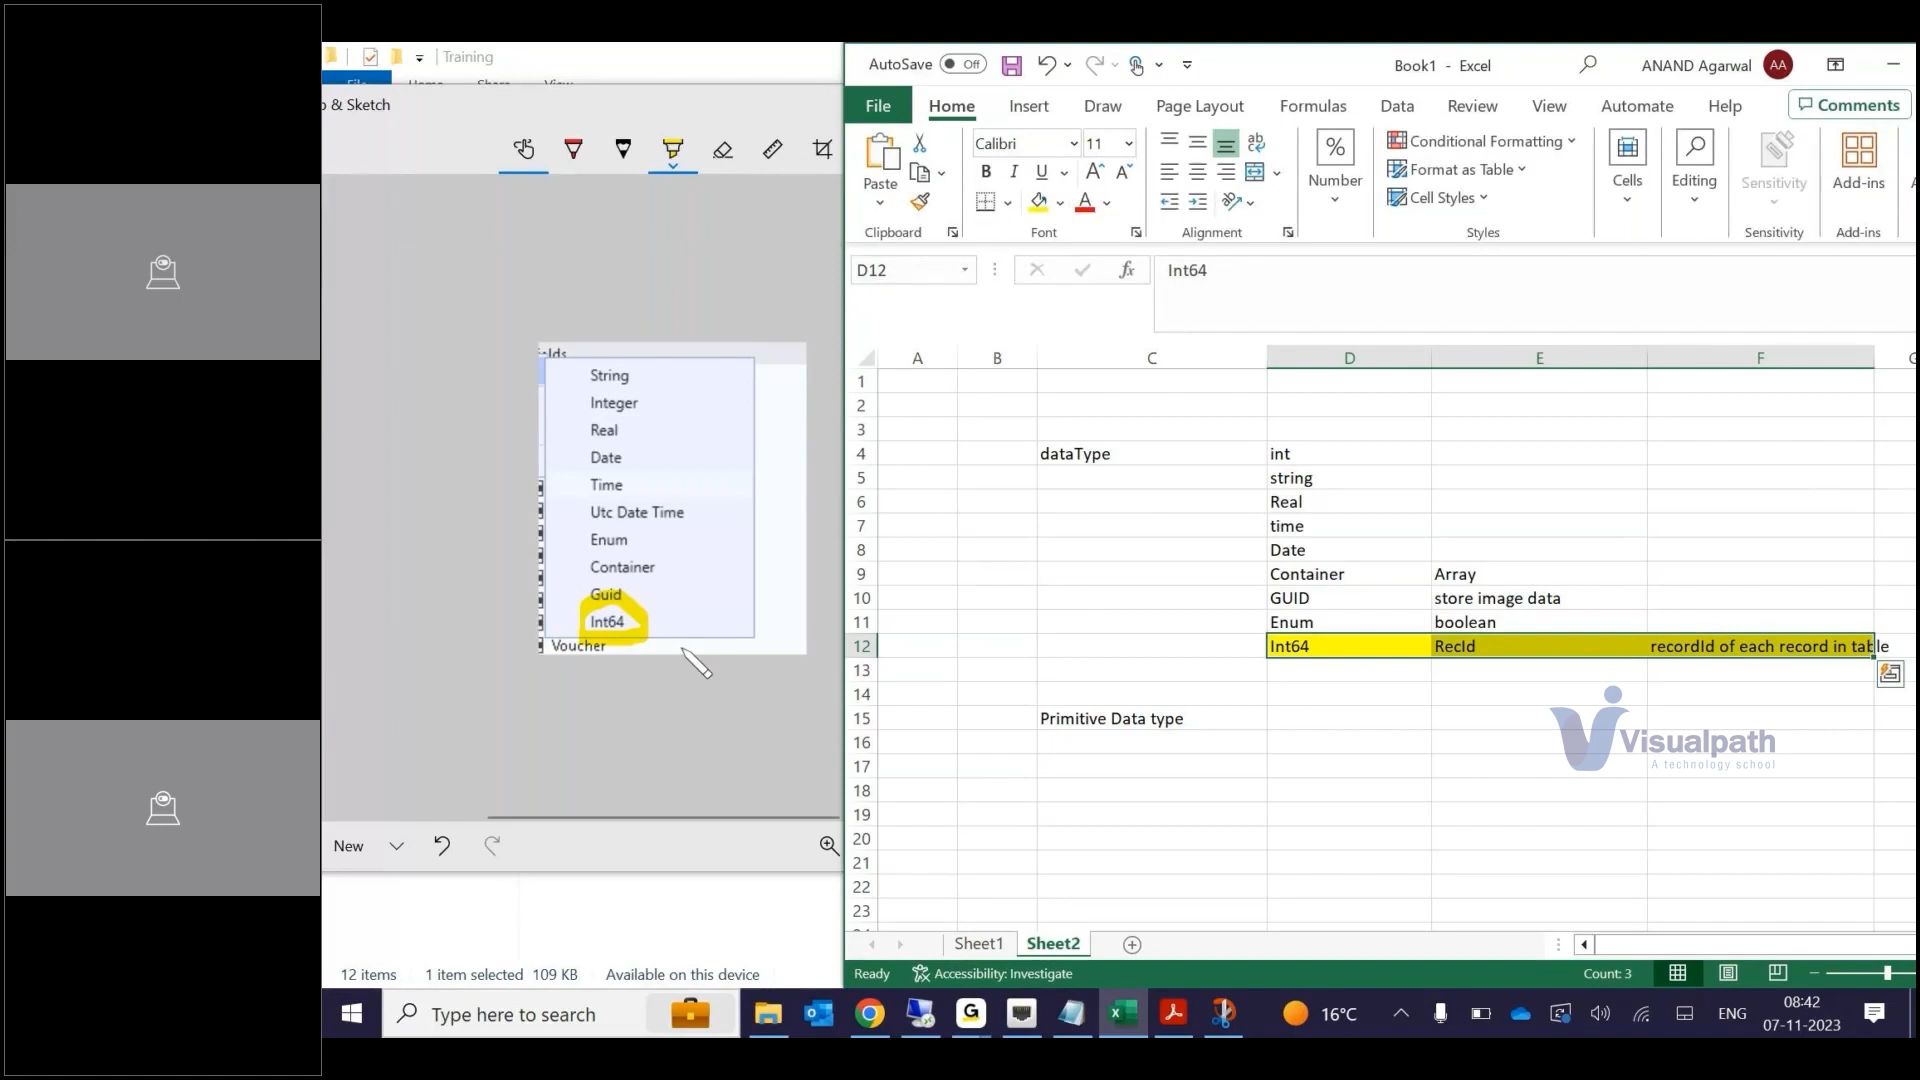 Training
File Home Share View
p & Sketch
ields
String
Integer
Real
Date
Time
Utc Date Time
Enum
Container
Guid
Int64
Voucher
New
12 items 1 item selected 109 KB Available on this device
AutoSave Off Book1 - Excel ANAND Agarwal AA
File Home Insert Draw Page Layout Formulas Data Review View Automate Help Comments
Paste
Clipboard
Calibri 11
B I U A A
A
Font
ab
Alignment
%
Number
Conditional Formatting
Format as Table
Cell Styles
Styles
Cells
Editing
Sensitivity
Sensitivity
Add-ins
Add-ins
D12 fx Int64
A B C D E F
1
2
3
4 dataType int
5 string
6 Real
7 time
8 Date
9 Container Array
10 GUID store image data
11 Enum boolean
12 Int64 RecId recordId of each record in table
13
14
15 Primitive Data type
16
17
18
19
20
21
22
23
Visualpath
A technology school
Sheet1 Sheet2
Ready Accessibility: Investigate Count: 3
Type here to search
16°C ENG 08:42
07-11-2023